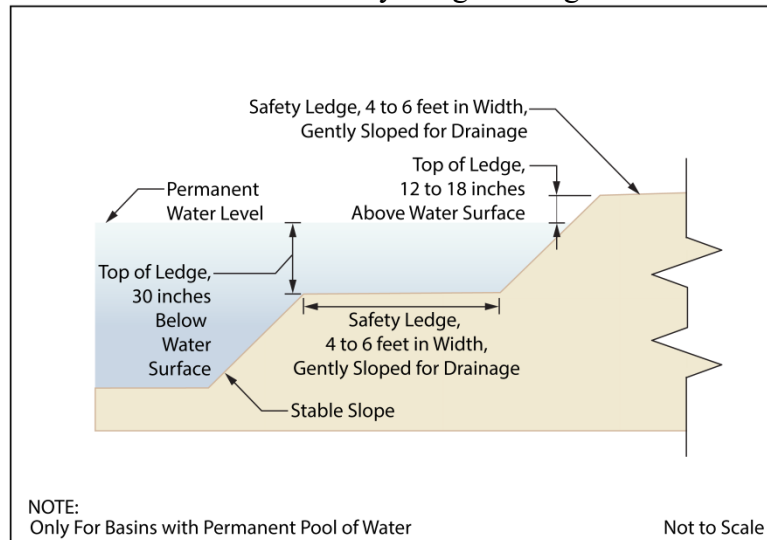 Safety Ledge, 4 to 6 feet in Width,
Gently Sloped for Drainage
Top of Ledge,
12 to 18 inches
Above Water Surface
Permanent
Water Level
Top of Ledge,
30 inches
Below
Water
Surface
Safety Ledge,
4 to 6 feet in Width,
Gently Sloped for Drainage
Stable Slope
NOTE:
Only For Basins with Permanent Pool of Water
Not to Scale